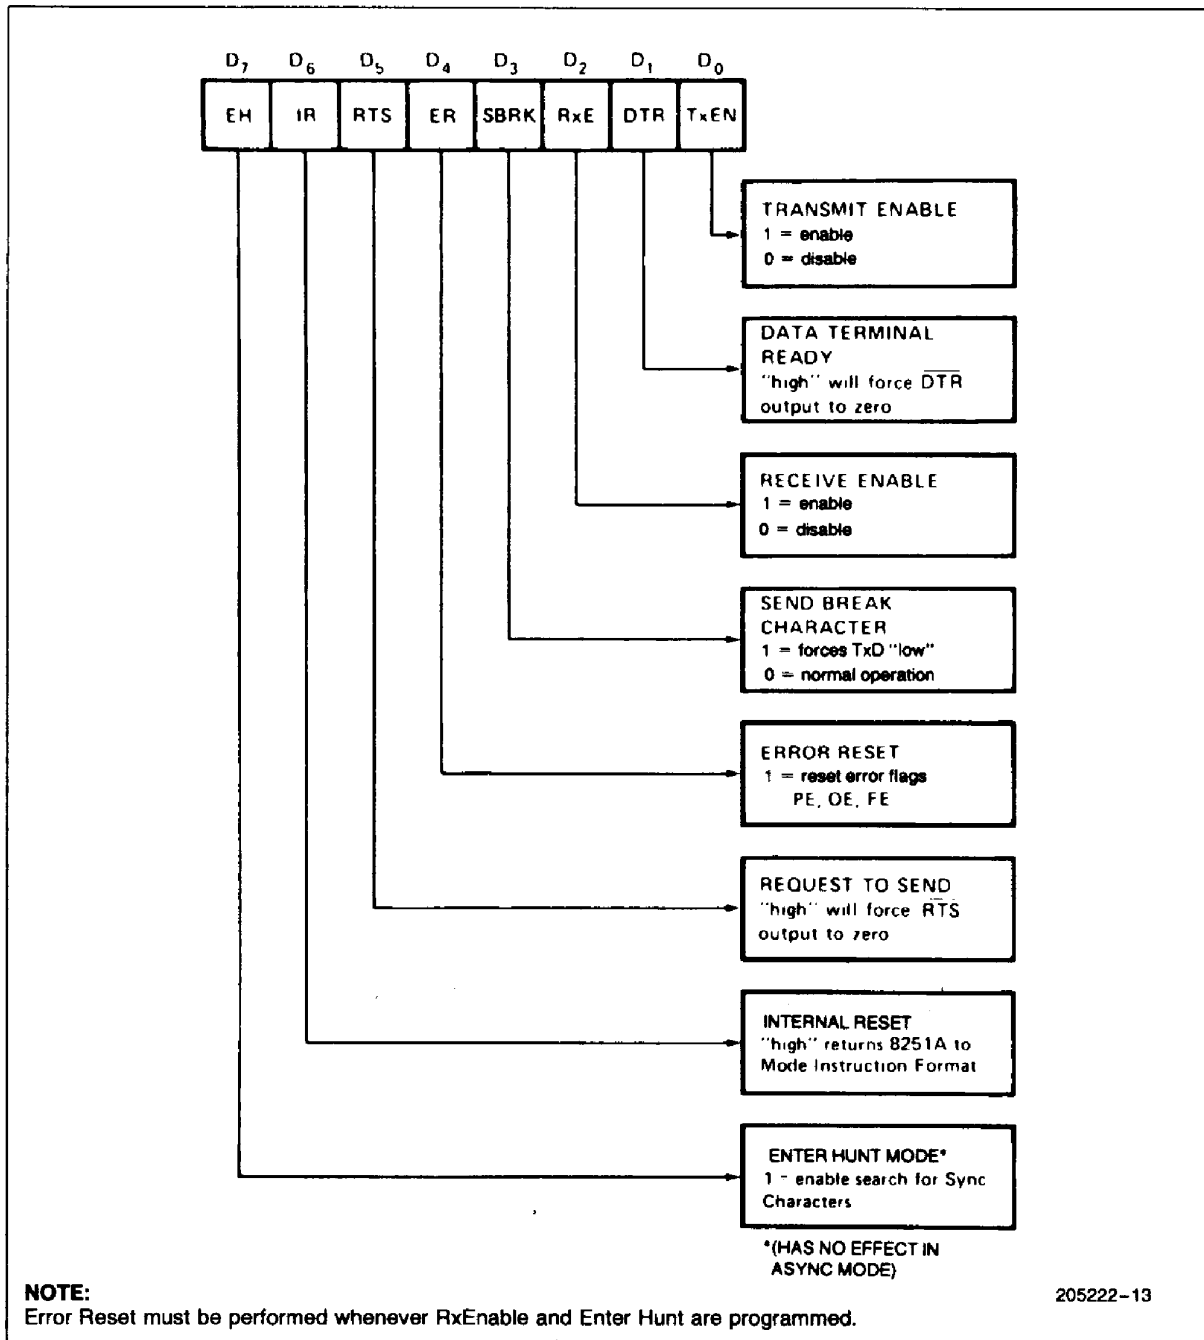 D7 D6 D5 D4 D3 D2 D1 D0
EH IR RTS ER SBRK RxE DTR TxEN
TRANSMIT ENABLE
1 = enable
0 = disable
DATA TERMINAL
READY
"high" will force DTR
output to zero
RECEIVE ENABLE
1 = enable
0 = disable
SEND BREAK
CHARACTER
1 = forces TxD "low"
0 = normal operation
ERROR RESET
1 = reset error flags
PE, OE, FE
REQUEST TO SEND
"high" will force RTS
output to zero
INTERNAL RESET
"high" returns 8251A to
Mode Instruction Format
ENTER HUNT MODE*
1 = enable search for Sync
Characters
*(HAS NO EFFECT IN
ASYNC MODE)
NOTE:
205222-13
Error Reset must be performed whenever RxEnable and Enter Hunt are programmed.